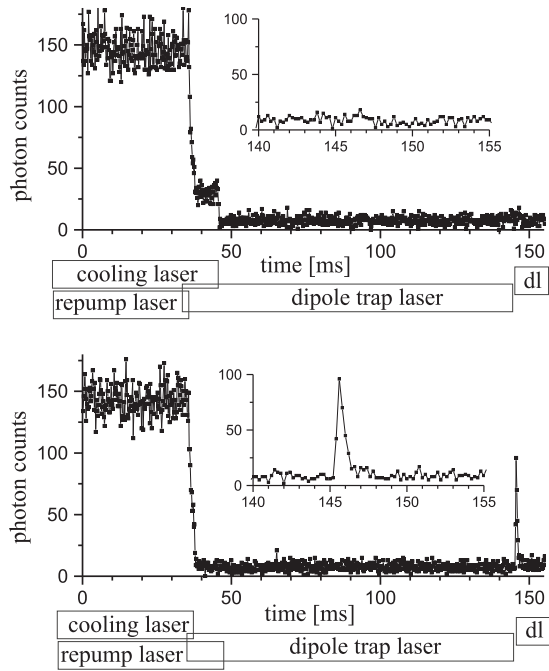 photon counts
150
100
50
0
0
50
100
150
time [ms]
100
50
0
140
145
150
155
cooling laser
repump laser
dipole trap laser
dl
photon counts
150
100
50
0
0
50
100
150
time [ms]
100
50
0
140
145
150
155
cooling laser
repump laser
dipole trap laser
dl